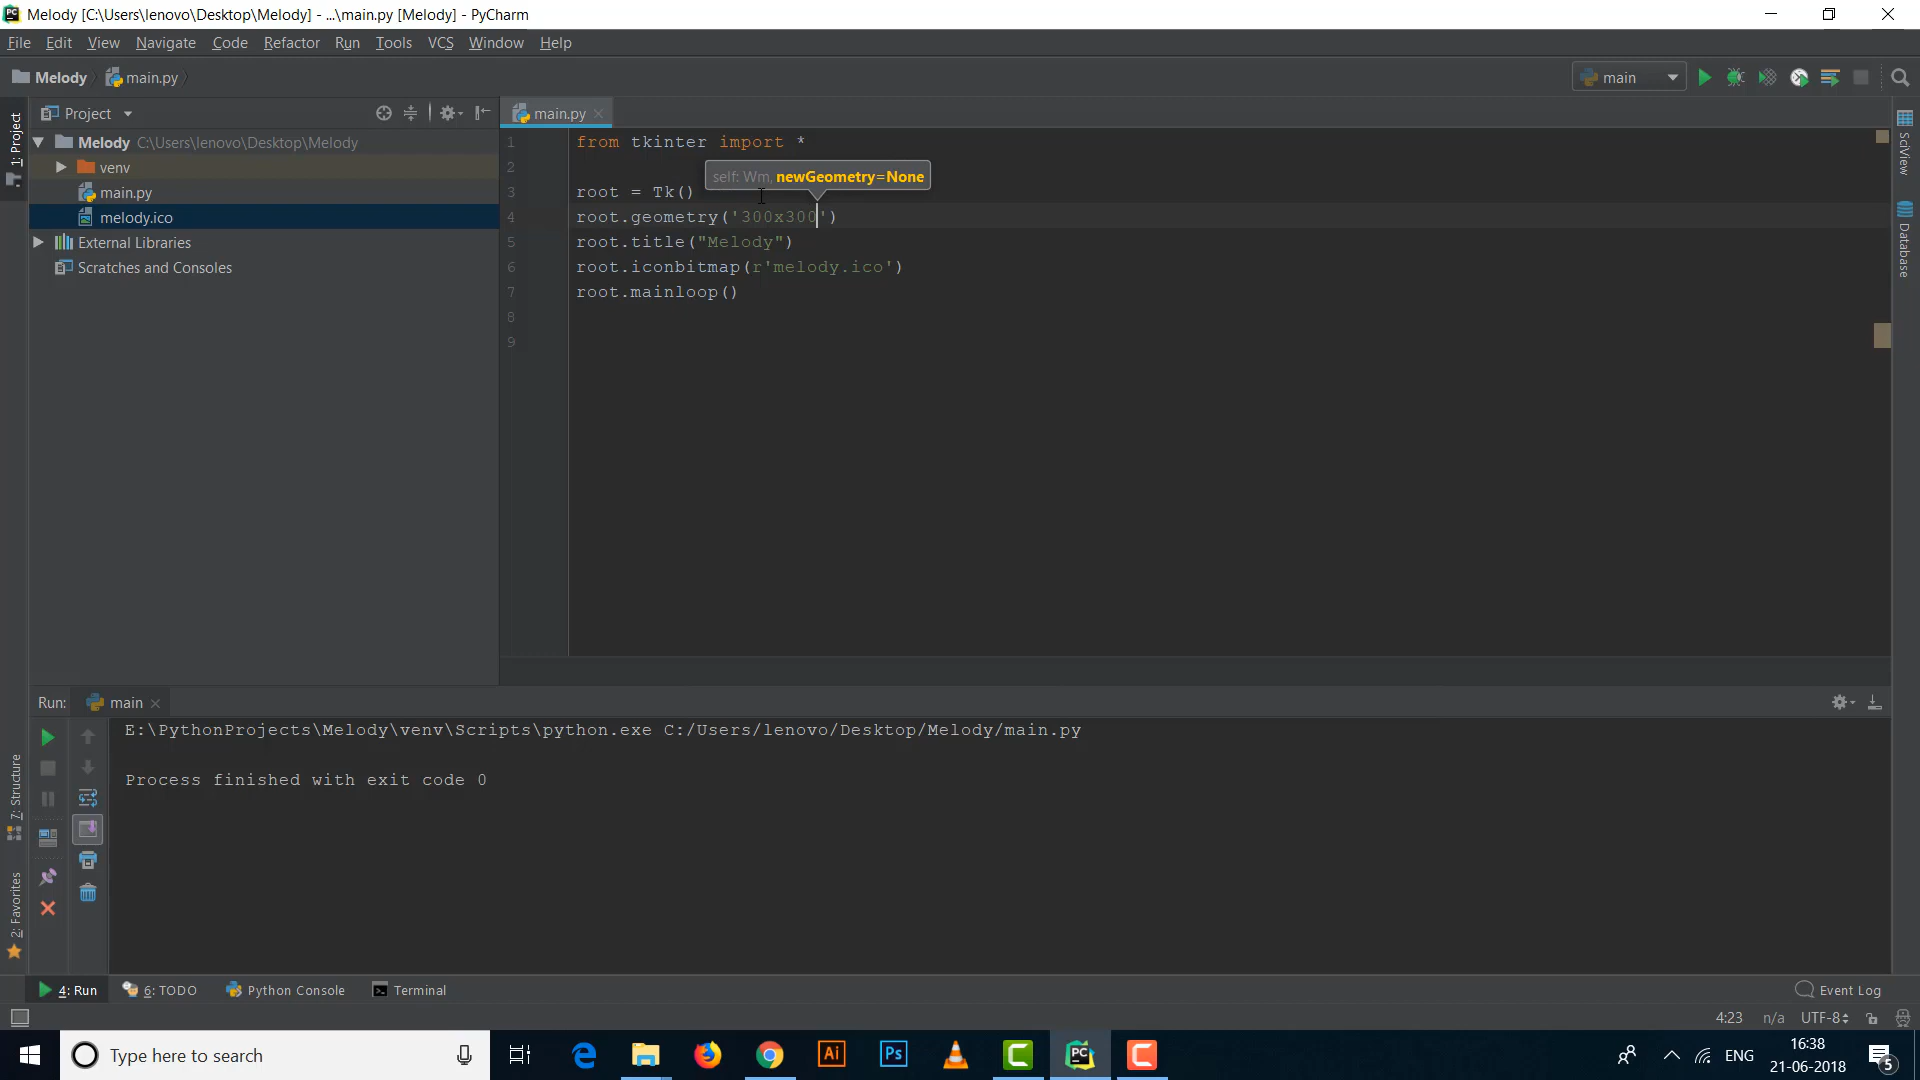 Melody [C:\Users\lenovo\Desktop\Melody] - ...\main.py [Melody] - PyCharm
File Edit View Navigate Code Refactor Run Tools VCS Window Help
Melody main.py main
Project main.py
1: Project
Melody C:\Users\lenovo\Desktop\Melody
venv
main.py
melody.ico
External Libraries
Scratches and Consoles
1 from tkinter import *
2
self: Wm, newGeometry=None
3 root = Tk()
4 root.geometry('300x300')
5 root.title("Melody")
6 root.iconbitmap(r'melody.ico')
7 root.mainloop()
8
9
SciView
Database
Run: main
E:\PythonProjects\Melody\venv\Scripts\python.exe C:/Users/lenovo/Desktop/Melody/main.py
Process finished with exit code 0
7: Structure
2: Favorites
4: Run 6: TODO Python Console Terminal Event Log
4:23 n/a UTF-8
Type here to search Ai Ps PC ENG 16:38
21-06-2018 5